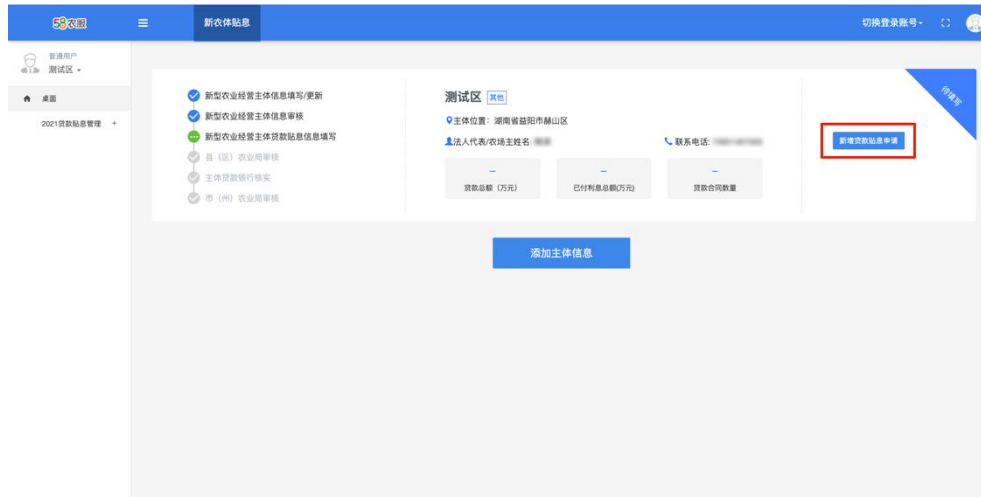 58农服
新农体贴息
切换登录账号
普通用户
测试区
桌面
2021贷款贴息管理 +
新型农业经营主体信息填写/更新
新型农业经营主体信息审核
新型农业经营主体贷款贴息信息填写
县(区)农业局审核
主体贷款银行核实
市(州)农业局审核
测试区 其他
主体位置:湖南省益阳市赫山区
法人代表/农场主姓名
联系电话:
– – –
贷款总额(万元) 已付利息总额(万元) 贷款合同数量
待填写
新增贷款贴息申请
添加主体信息